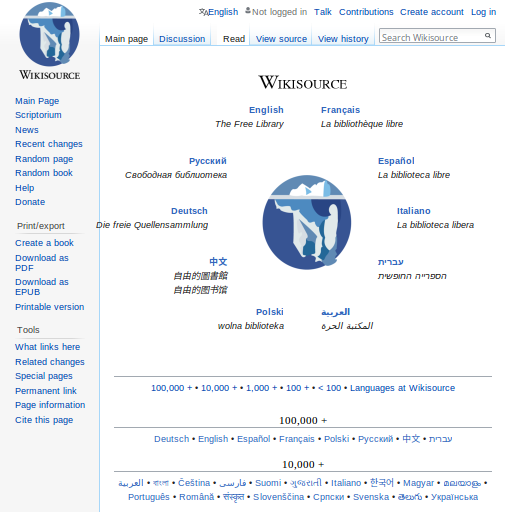 English Not logged in Talk Contributions Create account Log in
Main page Discussion Read View source View history Search Wikisource
WIKISOURCE
Main Page
Scriptorium
News
Recent changes
Random page
Random book
Help
Donate
Print/export
Create a book
Download as
PDF
Download as
EPUB
Printable version
Tools
What links here
Related changes
Special pages
Permanent link
Page information
Cite this page
WIKISOURCE
English
The Free Library
Français
La bibliothèque libre
Русский
Свободная библиотека
Español
La biblioteca libre
Deutsch
Die freie Quellensammlung
Italiano
La biblioteca libera
中文
自由的圖書館
自由的图书馆
עברית
הספרייה החופשית
Polski
wolna biblioteka
العربية
المكتبة الحرة
100,000 + • 10,000 + • 1,000 + • 100 + • < 100 • Languages at Wikisource
100,000 +
Deutsch • English • Español • Français • Polski • Русский • 中文 • עברית
10,000 +
العربية • বাংলা • Čeština • فارسی • Suomi • ગુજરાતી • Italiano • 한국어 • Magyar • മലയാളം •
Português • Română • संस्कृत • Slovenščina • Српски • Svenska • తెలుగు • Українська